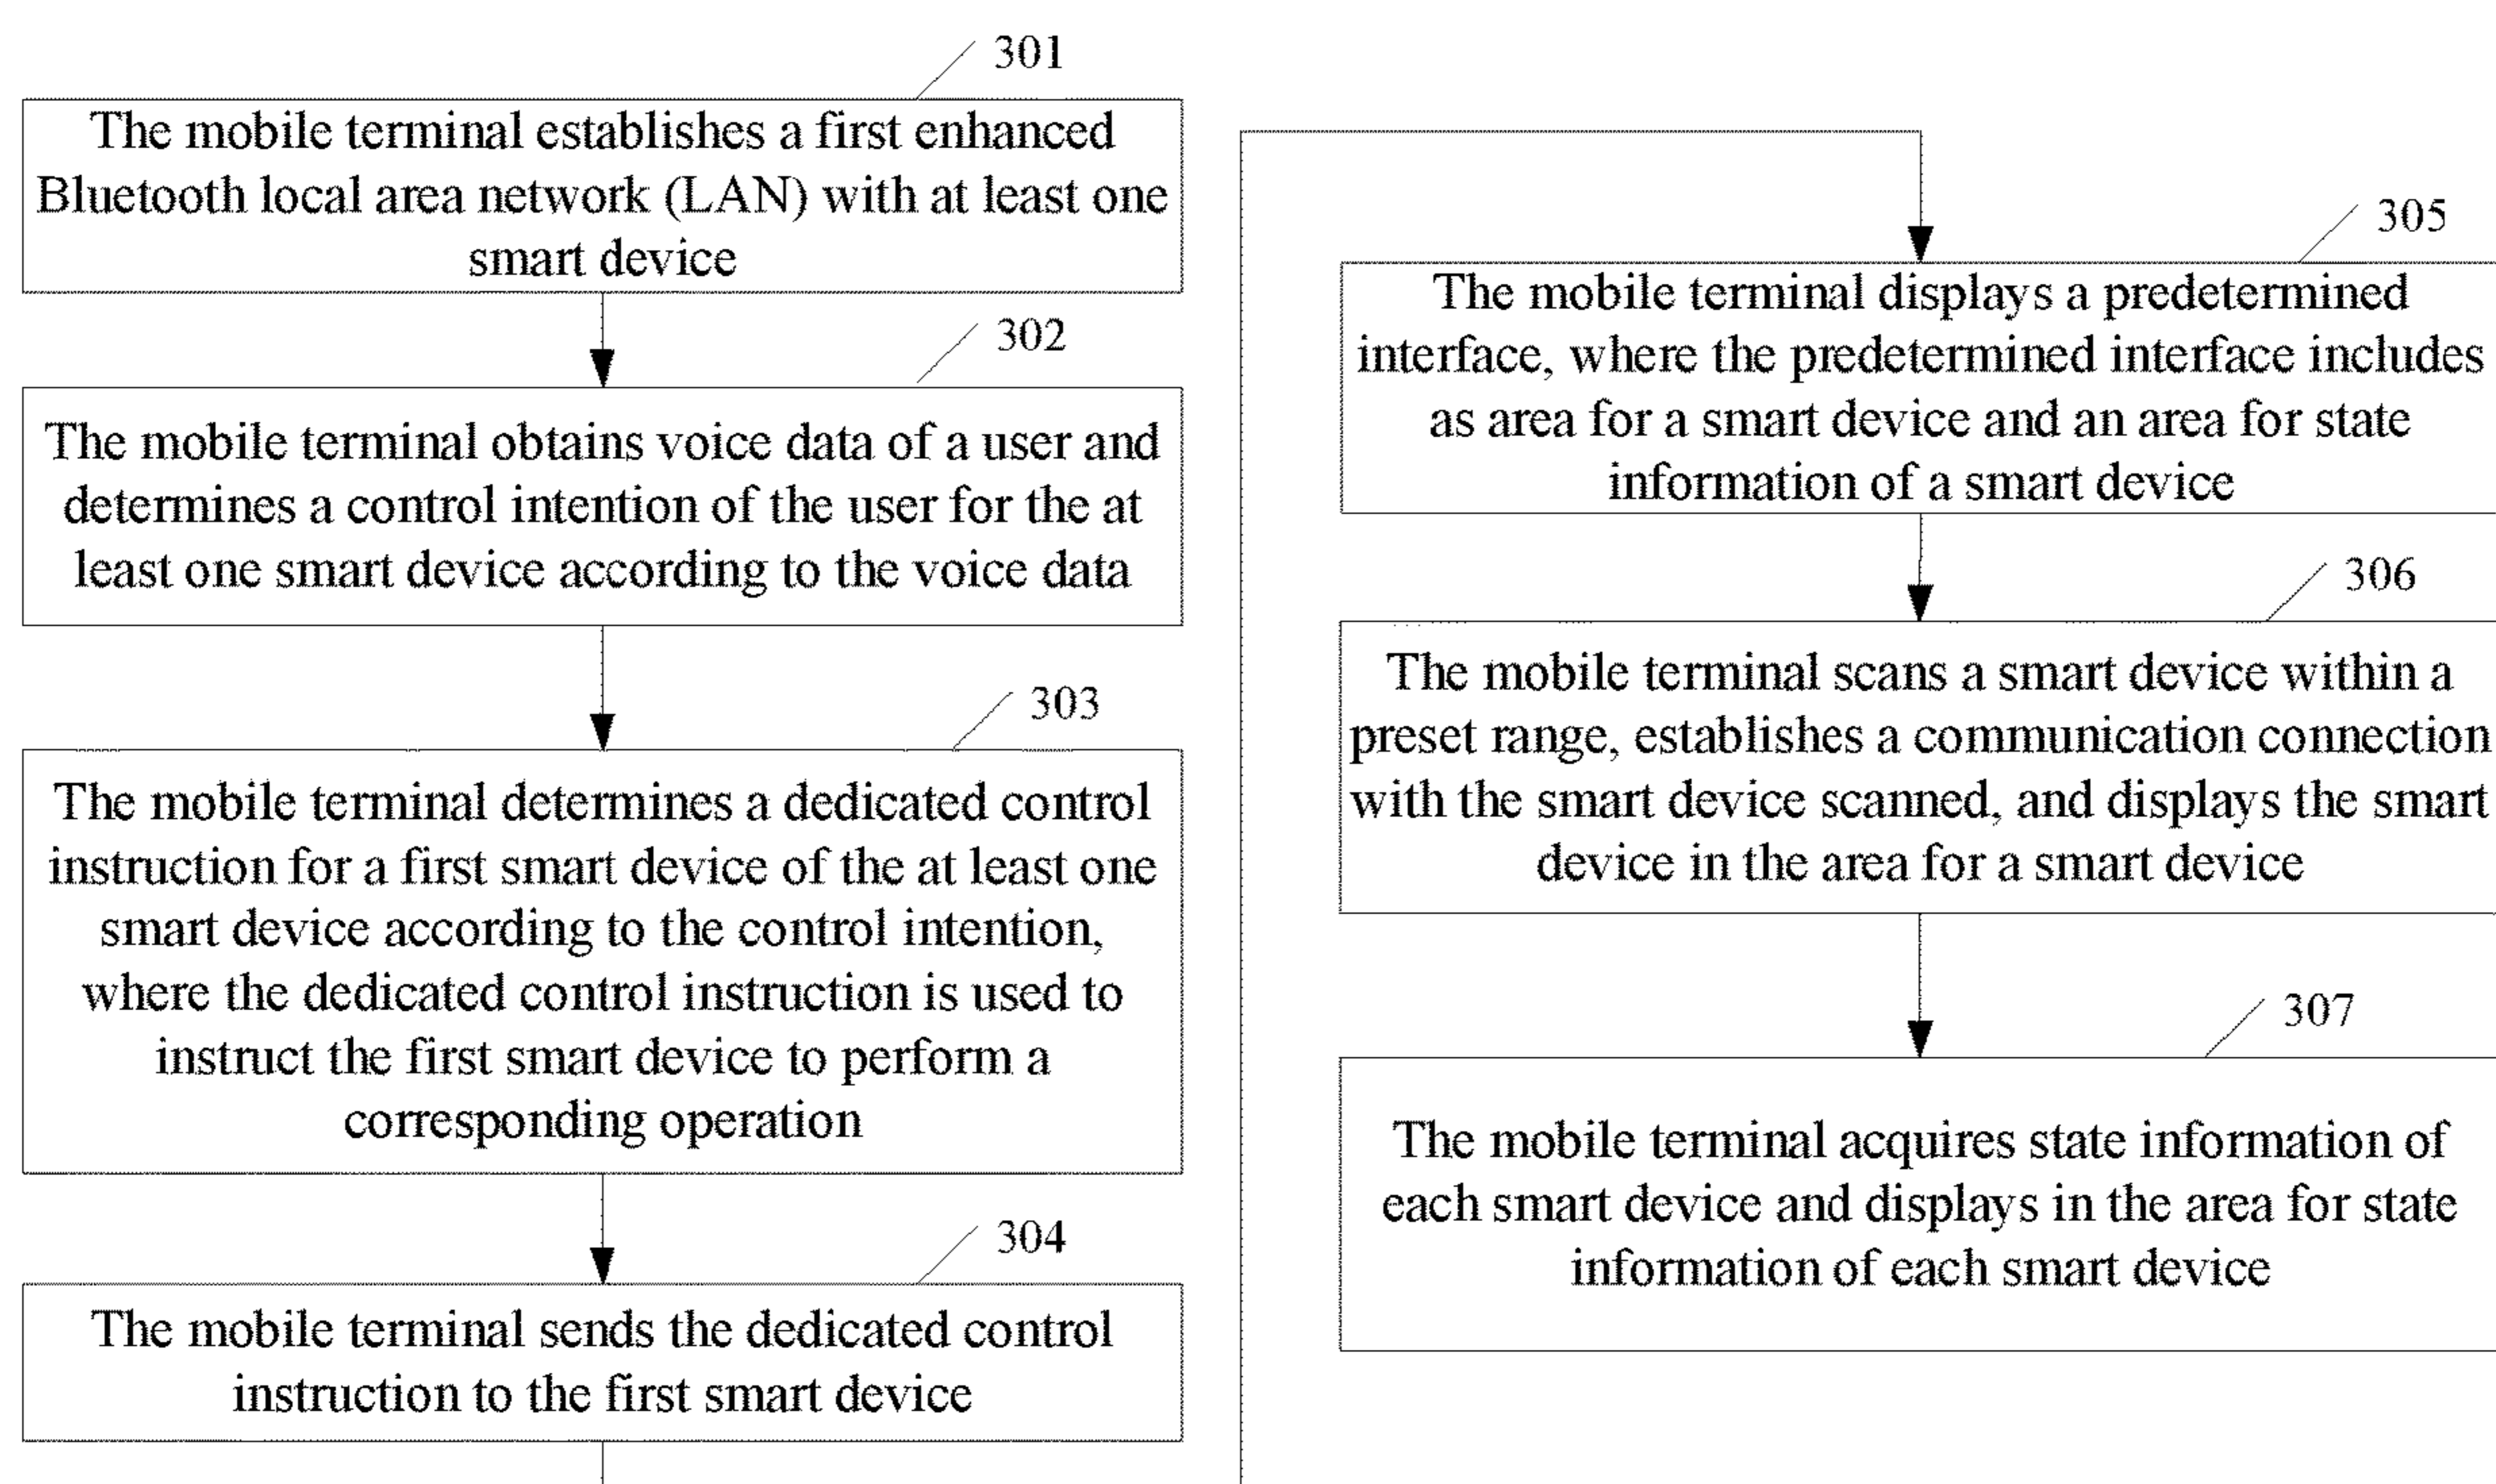 301
The mobile terminal establishes a first enhanced
Bluetooth local area network (LAN) with at least one
smart device
302
The mobile terminal obtains voice data of a user and
determines a control intention of the user for the at
least one smart device according to the voice data
303
The mobile terminal determines a dedicated control
instruction for a first smart device of the at least one
smart device according to the control intention,
where the dedicated control instruction is used to
instruct the first smart device to perform a
corresponding operation
304
The mobile terminal sends the dedicated control
instruction to the first smart device
305
The mobile terminal displays a predetermined
interface, where the predetermined interface includes
as area for a smart device and an area for state
information of a smart device
306
The mobile terminal scans a smart device within a
preset range, establishes a communication connection
with the smart device scanned, and displays the smart
device in the area for a smart device
307
The mobile terminal acquires state information of
each smart device and displays in the area for state
information of each smart device